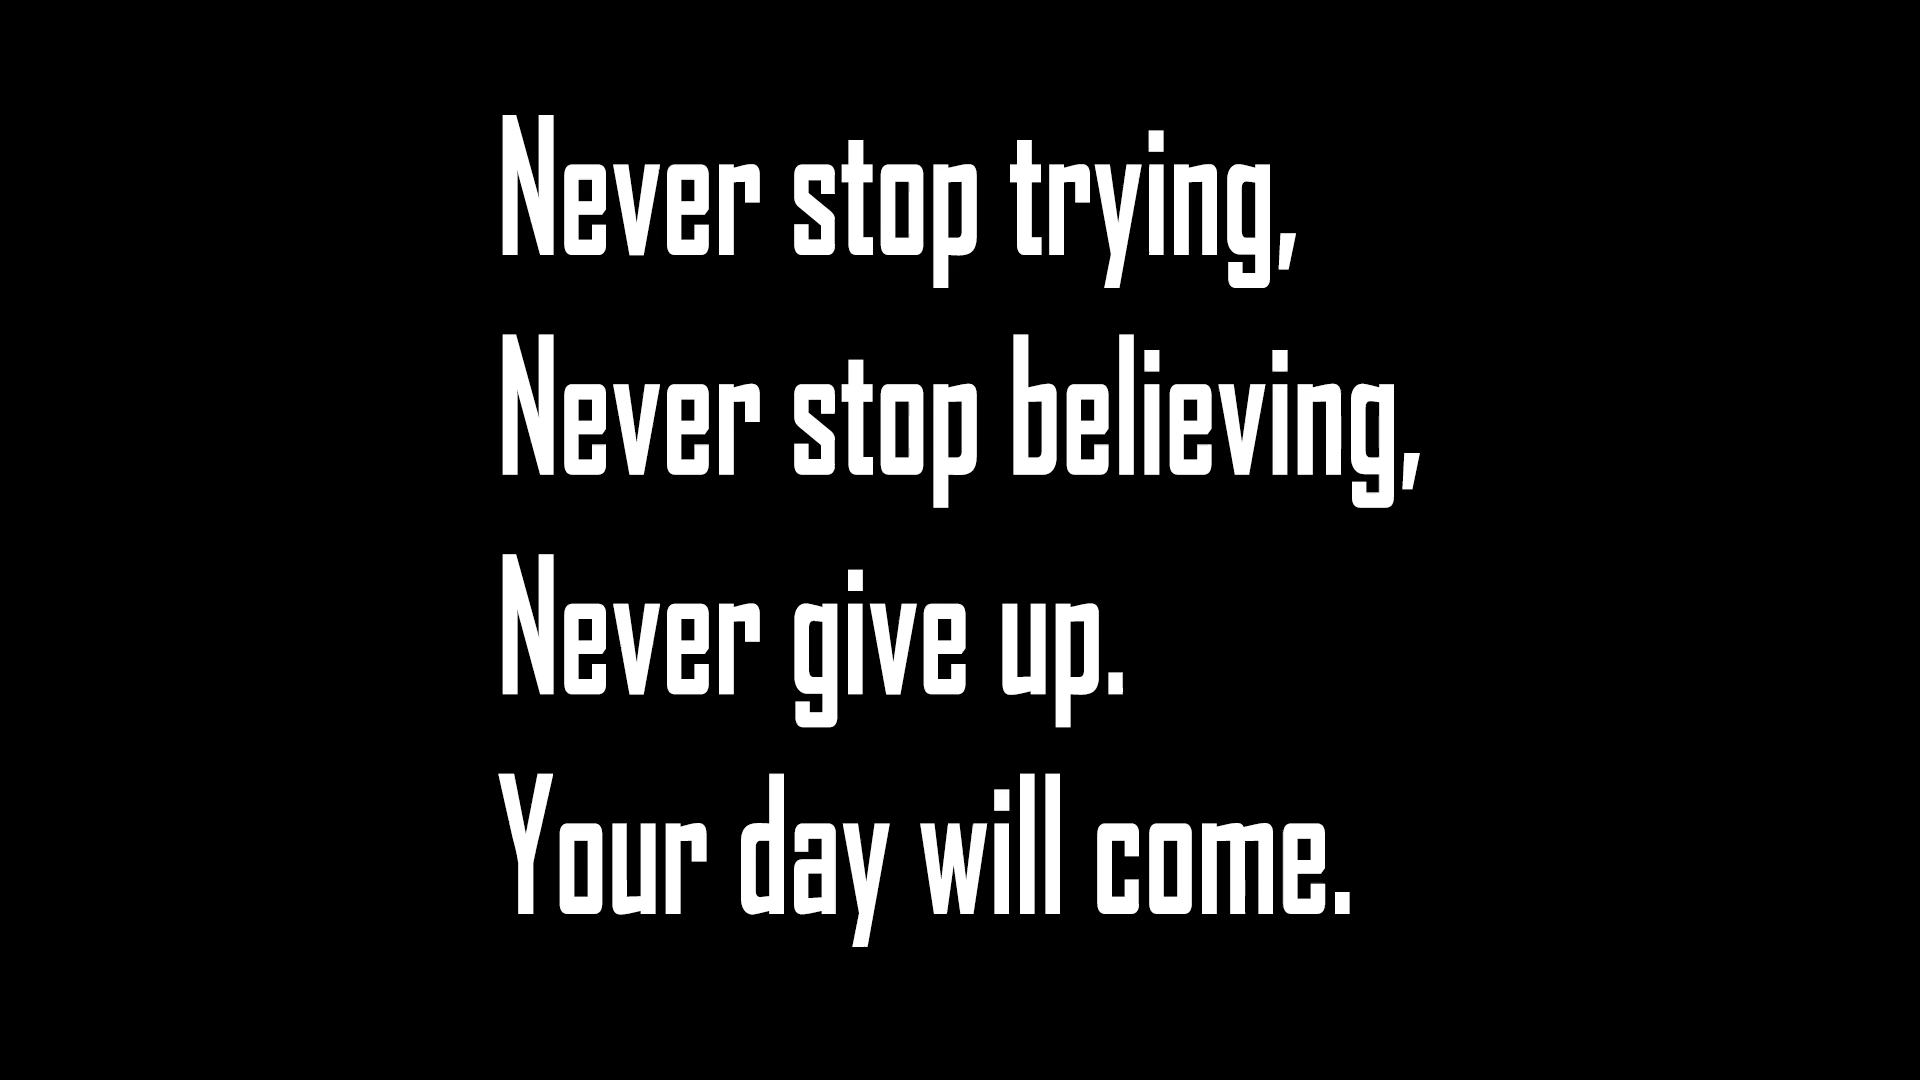 Never stop trying,
Never stop believing,
Never give up.
Your day will come.